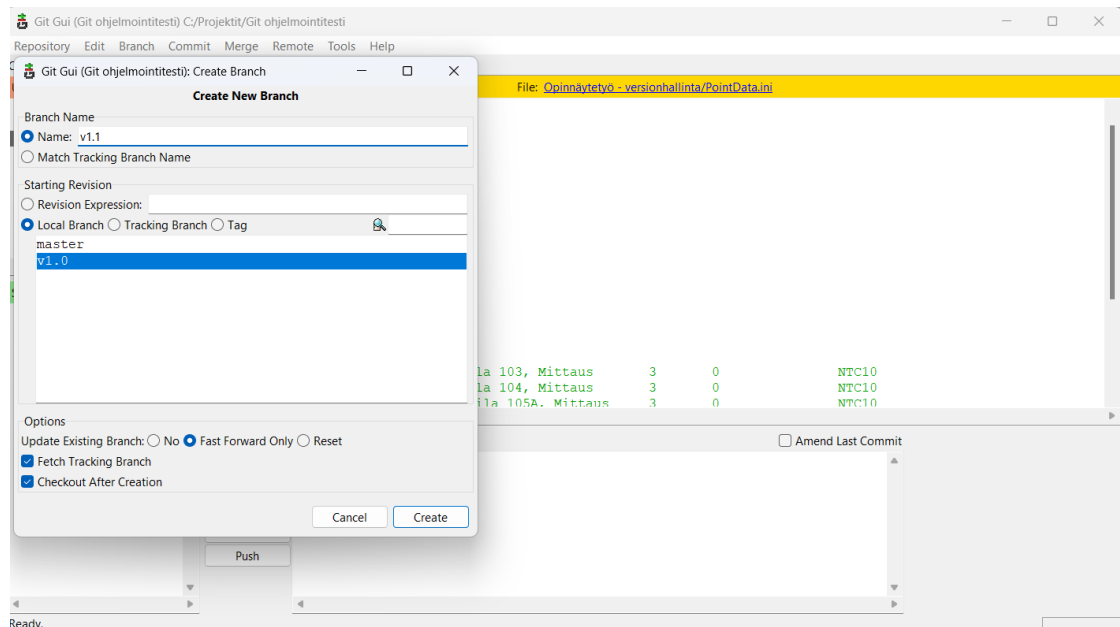 Git Gui (Git ohjelmointitesti) C:/Projektit/Git ohjelmointitesti
Repository Edit Branch Commit Merge Remote Tools Help
Git Gui (Git ohjelmointitesti): Create Branch
File: Opinnäytetyö - versionhallinta/PointData.ini
Create New Branch
Branch Name
Name: v1.1
Match Tracking Branch Name
Starting Revision
Revision Expression:
Local Branch Tracking Branch Tag
master
v1.0
la 103, Mittaus 3 0 NTC10
la 104, Mittaus 3 0 NTC10
ila 105A, Mittaus 3 0 NTC10
Options
Update Existing Branch: No Fast Forward Only Reset
Amend Last Commit
Fetch Tracking Branch
Checkout After Creation
Cancel Create
Push
Ready.